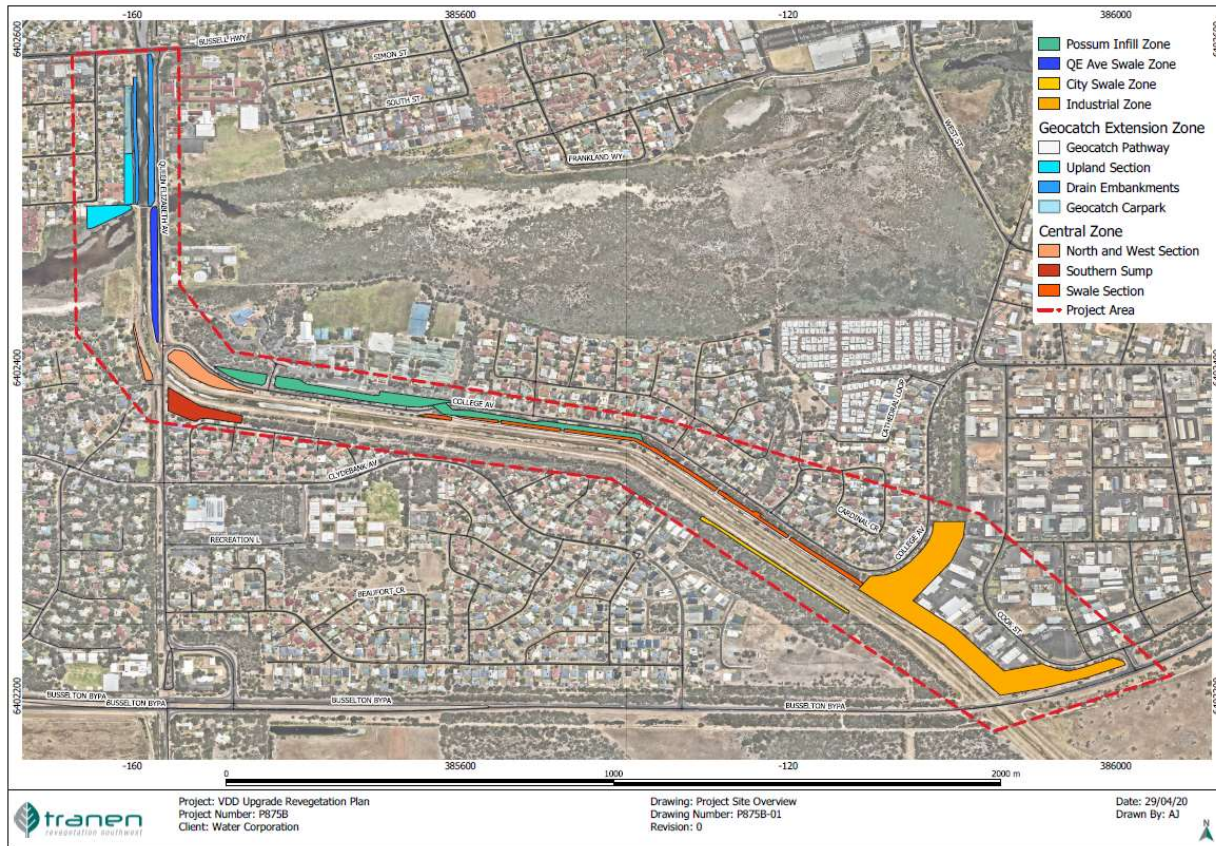 -160
385600
-120
386000
6402600
6402600
BUSSELL HWY
SIMON ST
SOUTH ST
FRANKLAND WY
WEST ST
QUEEN ELIZABETH AV
Possum Infill Zone
QE Ave Swale Zone
City Swale Zone
Industrial Zone
Geocatch Extension Zone
Geocatch Pathway
Upland Section
Drain Embankments
Geocatch Carpark
Central Zone
North and West Section
Southern Sump
Swale Section
Project Area
6402400
6402400
COLLEGE AV
CATHEDRAL LOOP
CLYDEBANK AV
CARDINAL CR
COLLEGE AV
RECREATION L
BEAUFORT CR
COOK ST
6402200
6402200
BUSSELTON BYPA
BUSSELTON BYPA
BUSSELTON BYPA
BUSSELTON BYPA
-160
385600
-120
386000
0
1000
2000 m
tranen
revegetation southwest
Project: VDD Upgrade Revegetation Plan
Project Number: P875B
Client: Water Corporation
Drawing: Project Site Overview
Drawing Number: P875B-01
Revision: 0
Date: 29/04/20
Drawn By: AJ
N